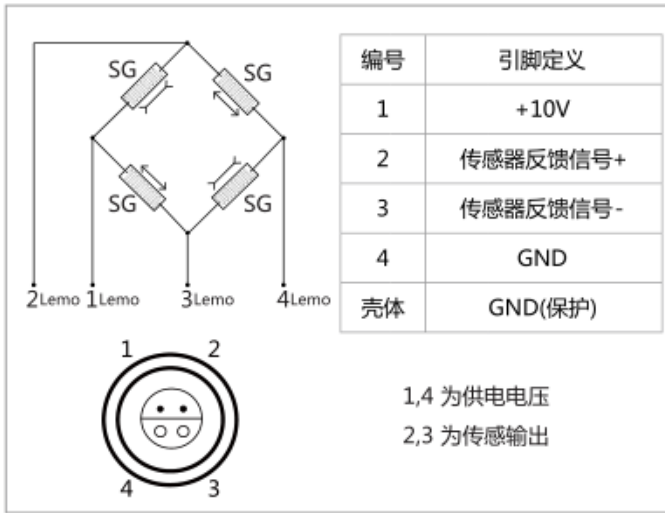 SG
SG
SG
SG
2Lemo 1Lemo 3Lemo 4Lemo
编号 引脚定义
1 +10V
2 传感器反馈信号+
3 传感器反馈信号-
4 GND
壳体 GND(保护)
1 2
4 3
1,4 为供电电压
2,3 为传感输出